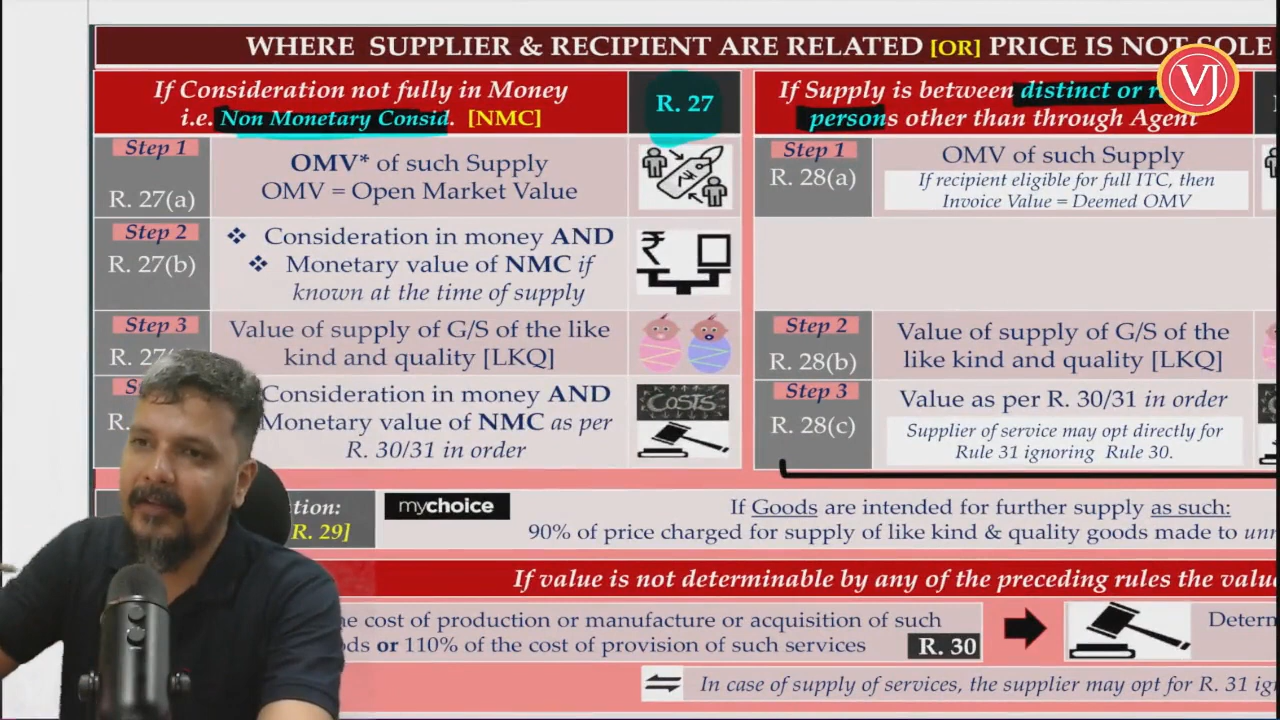 WHERE SUPPLIER & RECIPIENT ARE RELATED [OR] PRICE IS NOT SOLE
VJ
If Consideration not fully in Money
i.e. Non Monetary Consid. [NMC]
R. 27
Step 1
R. 27(a)
OMV* of such Supply
OMV = Open Market Value
Step 2
R. 27(b)
❖ Consideration in money AND
❖ Monetary value of NMC if
known at the time of supply
Step 3
Value of supply of G/S of the like
kind and quality [LKQ]
Consideration in money AND
Monetary value of NMC as per
R. 30/31 in order
COSTS
If Supply is between distinct or
persons other than through Agent
Step 1
R. 28(a)
OMV of such Supply
If recipient eligible for full ITC, then
Invoice Value = Deemed OMV
Step 2
R. 28(b)
Value of supply of G/S of the
like kind and quality [LKQ]
Step 3
R. 28(c)
Value as per R. 30/31 in order
Supplier of service may opt directly for
Rule 31 ignoring Rule 30.
R. 29]
mychoice
If Goods are intended for further supply as such:
90% of price charged for supply of like kind & quality goods made to
If value is not determinable by any of the preceding rules the
cost of production or manufacture or acquisition of such
or 110% of the cost of provision of such services
R. 30
In case of supply of services, the supplier may opt for R. 31